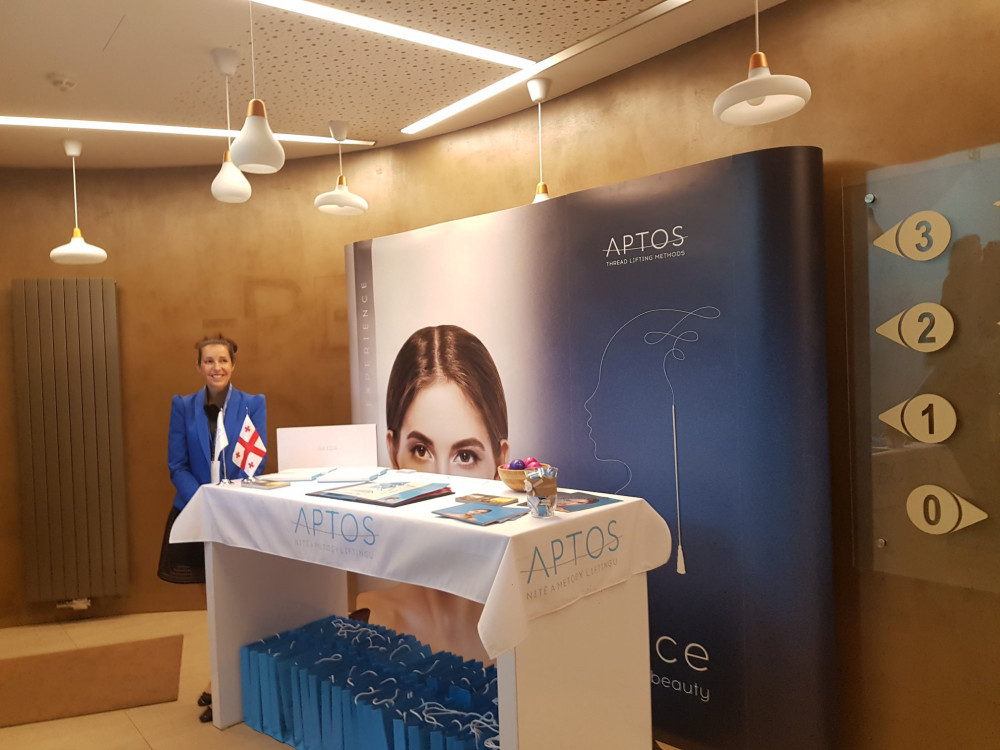 EXPERIENCE
APTOS
THREAD LIFTING METHODS
3
2
1
0
APTOS
APTOS
ce
beauty